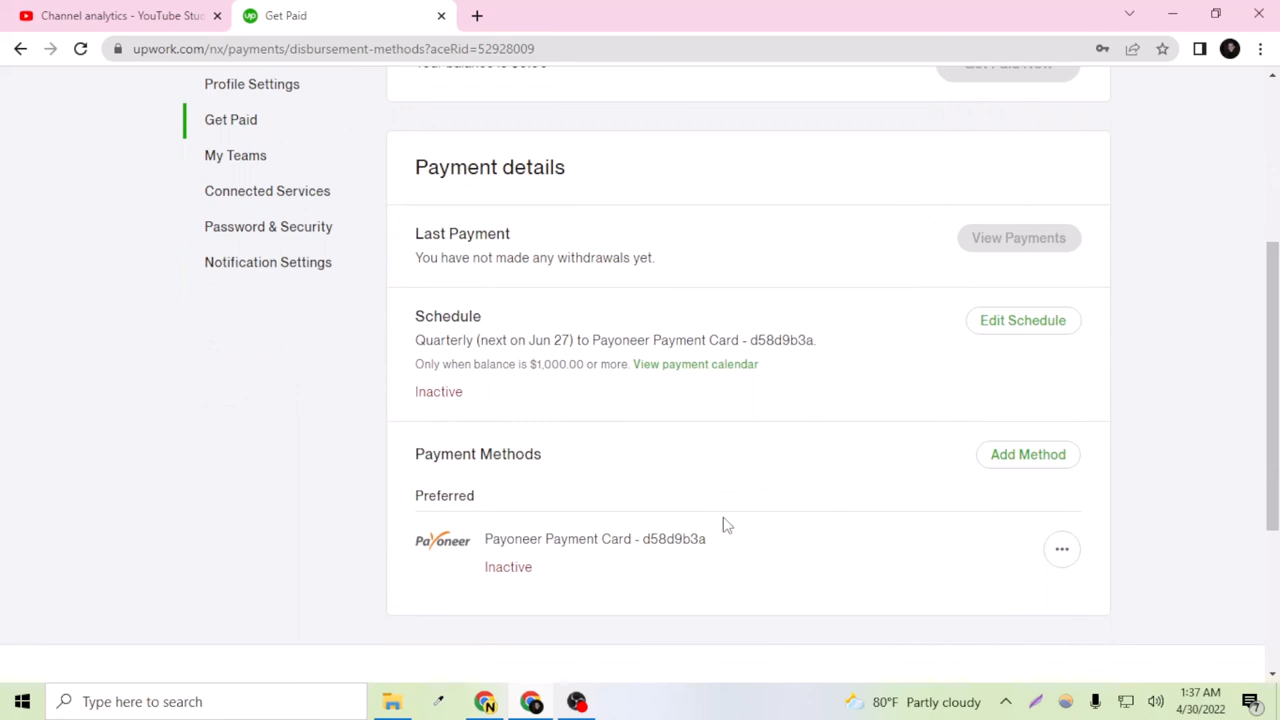 Channel analytics - YouTube Stud
Get Paid
upwork.com/nx/payments/disbursement-methods?aceRid=52928009
Profile Settings
Get Paid
My Teams
Connected Services
Password & Security
Notification Settings
Payment details
Last Payment
View Payments
You have not made any withdrawals yet.
Schedule
Edit Schedule
Quarterly (next on Jun 27) to Payoneer Payment Card - d58d9b3a.
Only when balance is $1,000.00 or more. View payment calendar
Inactive
Payment Methods
Add Method
Preferred
Payoneer
Payoneer Payment Card - d58d9b3a
Inactive
Type here to search
80°F Partly cloudy
1:37 AM
4/30/2022
7